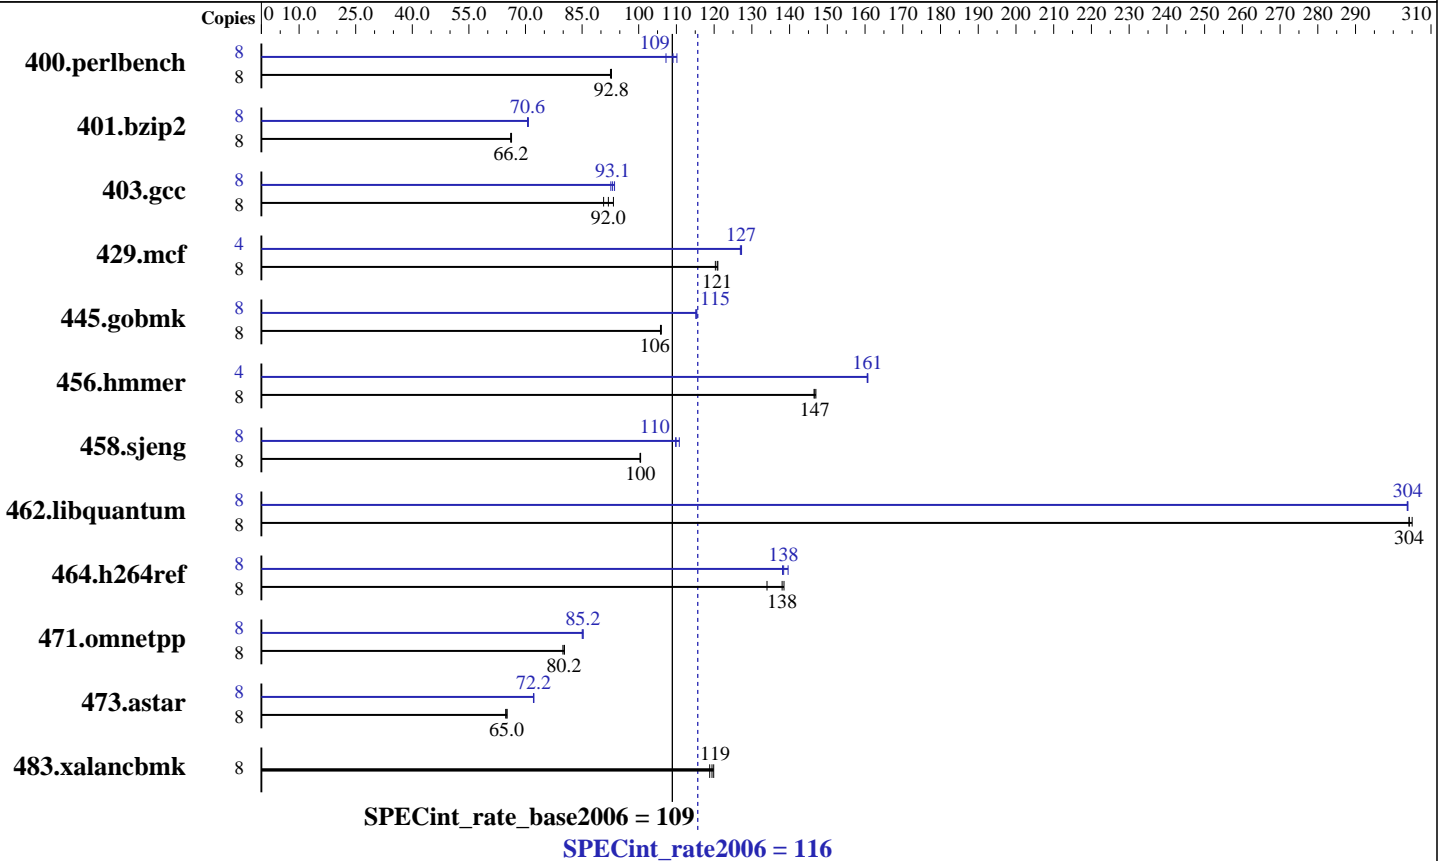 Copies 0 10.0 25.0 40.0 55.0 70.0 85.0 100 110 120 130 140 150 160 170 180 190 200 210 220 230 240 250 260 270 280 290 310
400.perlbench 8 109
8 92.8
401.bzip2 8 70.6
8 66.2
403.gcc 8 93.1
8 92.0
429.mcf 4 127
8 121
445.gobmk 8 115
8 106
456.hmmer 4 161
8 147
458.sjeng 8 110
8 100
462.libquantum 8 304
8 304
464.h264ref 8 138
8 138
471.omnetpp 8 85.2
8 80.2
473.astar 8 72.2
8 65.0
483.xalancbmk 8 119
SPECint_rate_base2006 = 109
SPECint_rate2006 = 116